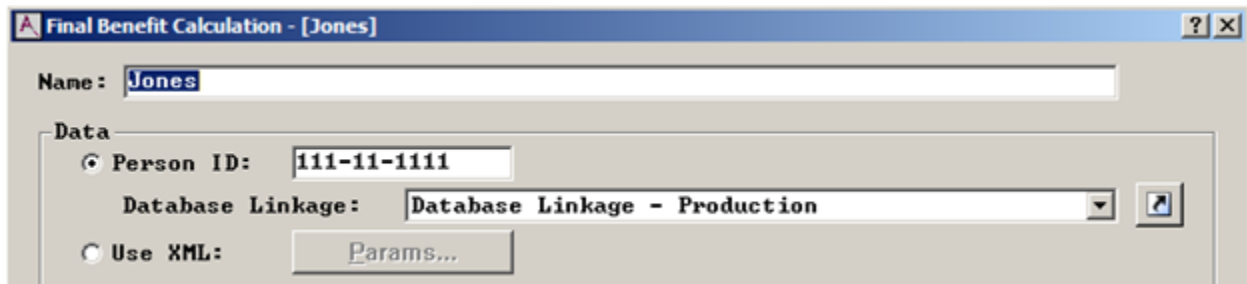 Final Benefit Calculation - [Jones]
Name: Jones
Data
Person ID: 111-11-1111
Database Linkage: Database Linkage - Production
Use XML: Params...